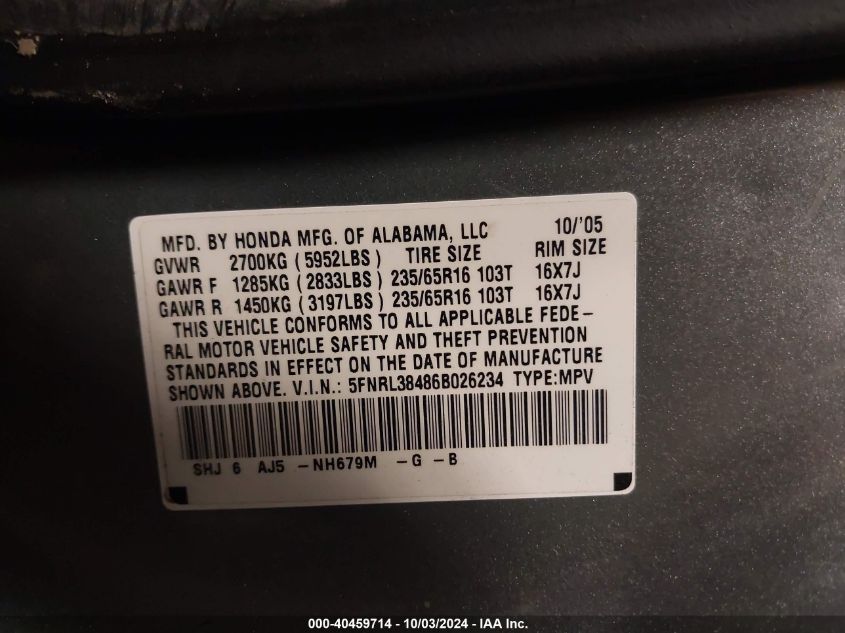 MFD. BY HONDA MFG. OF ALABAMA, LLC 10/'05
GVWR 2700KG (5952LBS) TIRE SIZE RIM SIZE
GAWR F 1285KG (2833LBS) 235/65R16 103T 16X7J
GAWR R 1450KG (3197LBS) 235/65R16 103T 16X7J
THIS VEHICLE CONFORMS TO ALL APPLICABLE FEDE-
RAL MOTOR VEHICLE SAFETY AND THEFT PREVENTION
STANDARDS IN EFFECT ON THE DATE OF MANUFACTURE
SHOWN ABOVE. V.I.N.: 5FNRL38486B026234 TYPE:MPV
SHJ 6 AJ5 -NH679M -G -B
000-40459714 - 10/03/2024 - IAA Inc.